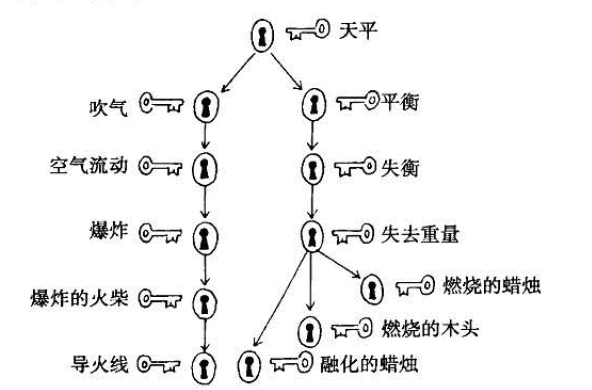 天平
吹气
平衡
空气流动
失衡
爆炸
失去重量
爆炸的火柴
燃烧的蜡烛
燃烧的木头
导火线
融化的蜡烛